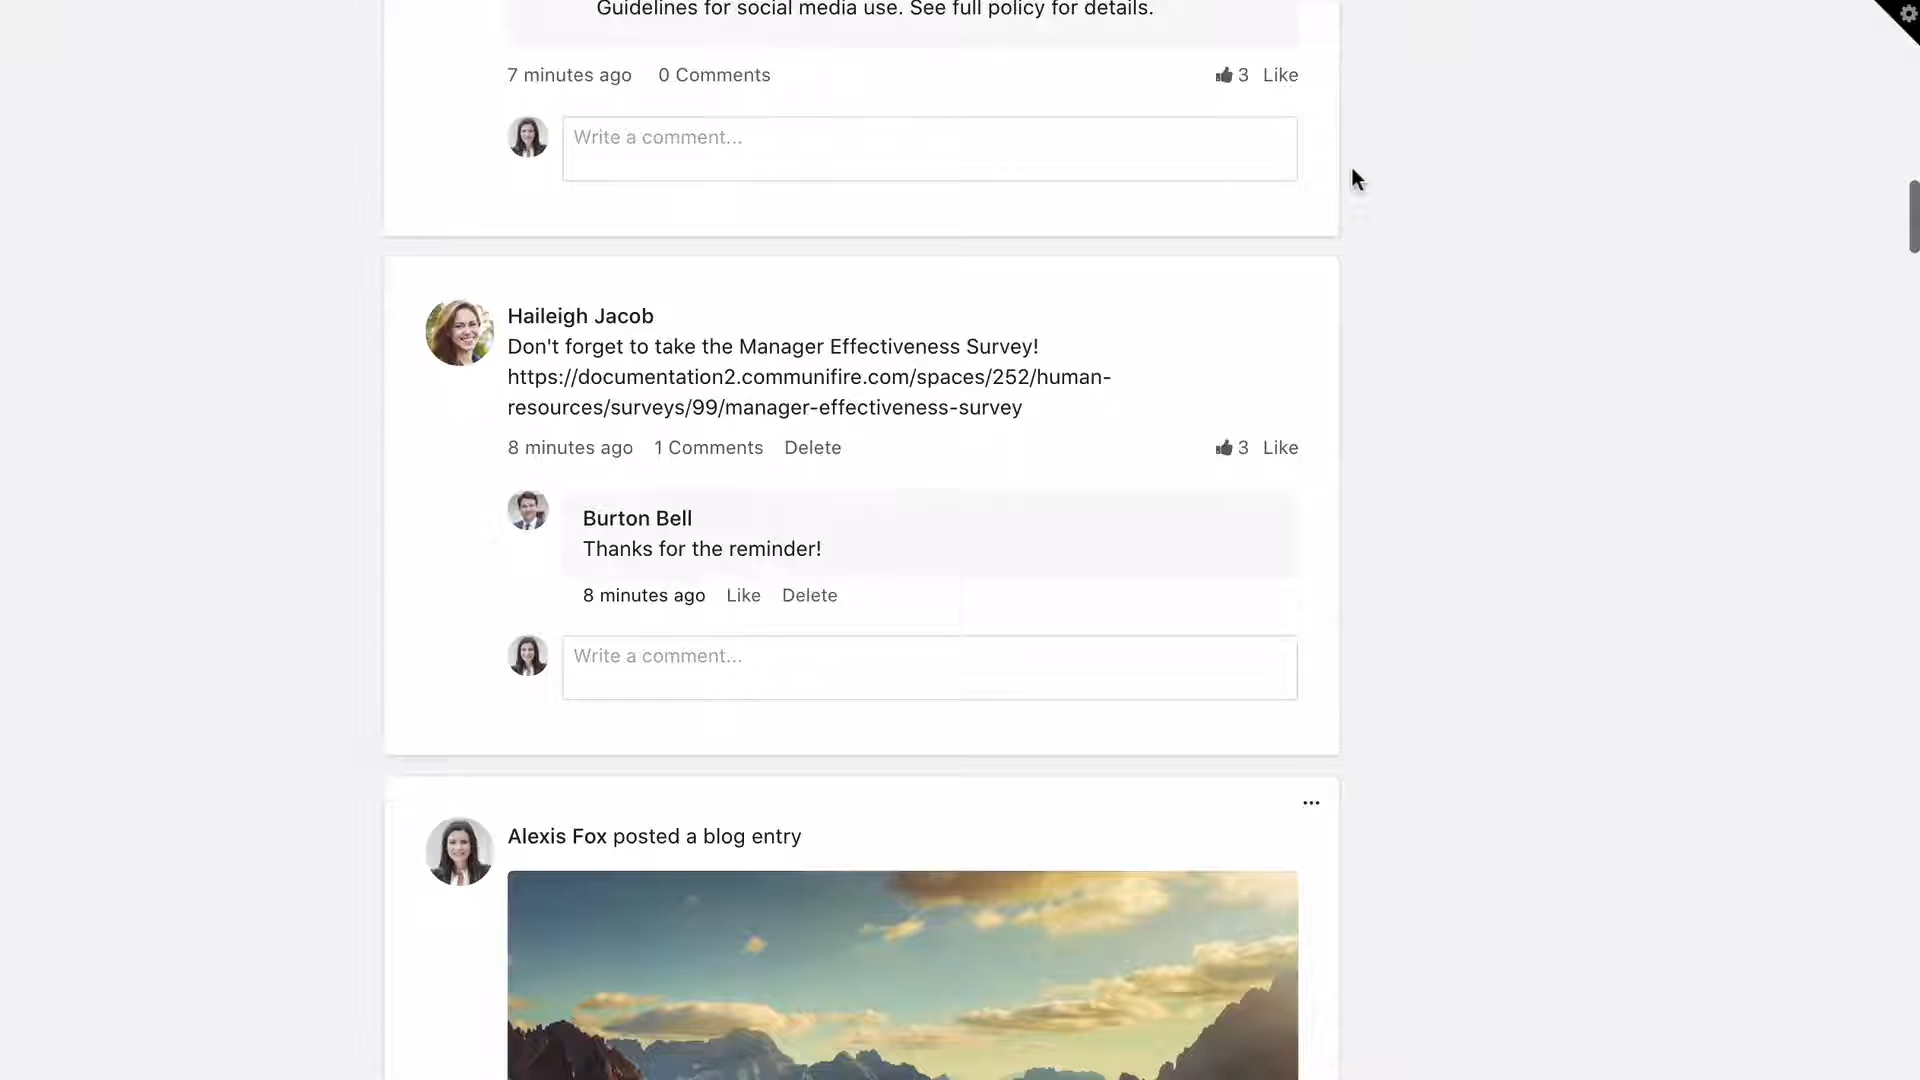 Guidelines for social media use. See full policy for details.
7 minutes ago 0 Comments 3 Like
Write a comment...
Haileigh Jacob
Don't forget to take the Manager Effectiveness Survey!
https://documentation2.communifire.com/spaces/252/human-
resources/surveys/99/manager-effectiveness-survey
8 minutes ago 1 Comments Delete 3 Like
Burton Bell
Thanks for the reminder!
8 minutes ago Like Delete
Write a comment...
Alexis Fox posted a blog entry